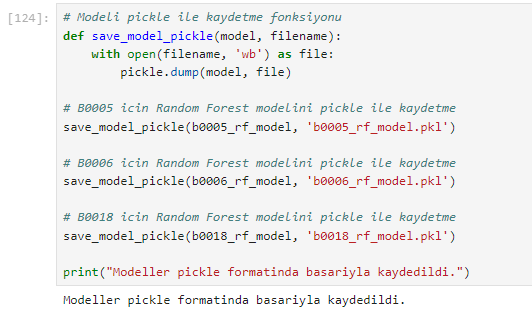 [124]: # Modeli pickle ile kaydetme fonksiyonu
def save_model_pickle(model, filename):
    with open(filename, 'wb') as file:
        pickle.dump(model, file)
# B0005 icin Random Forest modelini pickle ile kaydetme
save_model_pickle(b0005_rf_model, 'b0005_rf_model.pkl')
# B0006 icin Random Forest modelini pickle ile kaydetme
save_model_pickle(b0006_rf_model, 'b0006_rf_model.pkl')
# B0018 icin Random Forest modelini pickle ile kaydetme
save_model_pickle(b0018_rf_model, 'b0018_rf_model.pkl')
print("Modeller pickle formatinda basariyla kaydedildi.")
Modeller pickle formatinda basariyla kaydedildi.